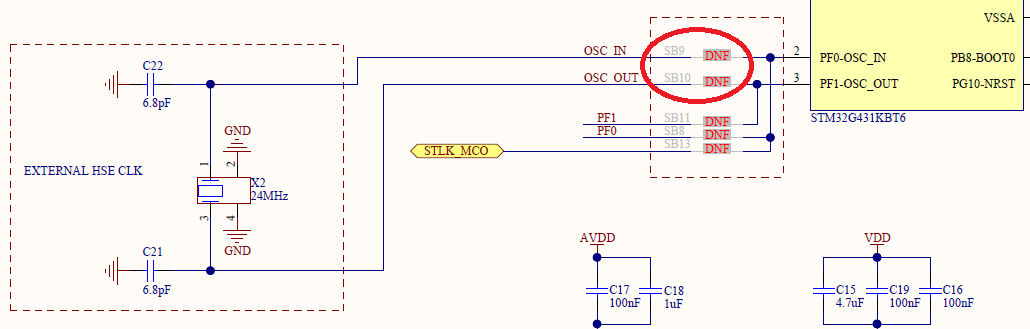 VSSA
OSC_IN SB9 DNF 2 PF0-OSC_IN PB8-BOOT0
C22
OSC_OUT SB10 DNF 3 PF1-OSC_OUT PG10-NRST
6.8pF
PF1 SB11 DNF STM32G431KBT6
GND PF0 SB8 DNF
STLK_MCO SB13 DNF
1 2
EXTERNAL HSE CLK X2
24MHz
3 4
C21 GND AVDD VDD
6.8pF C17 C18 C15 C19 C16
100nF 1uF 4.7uF 100nF 100nF